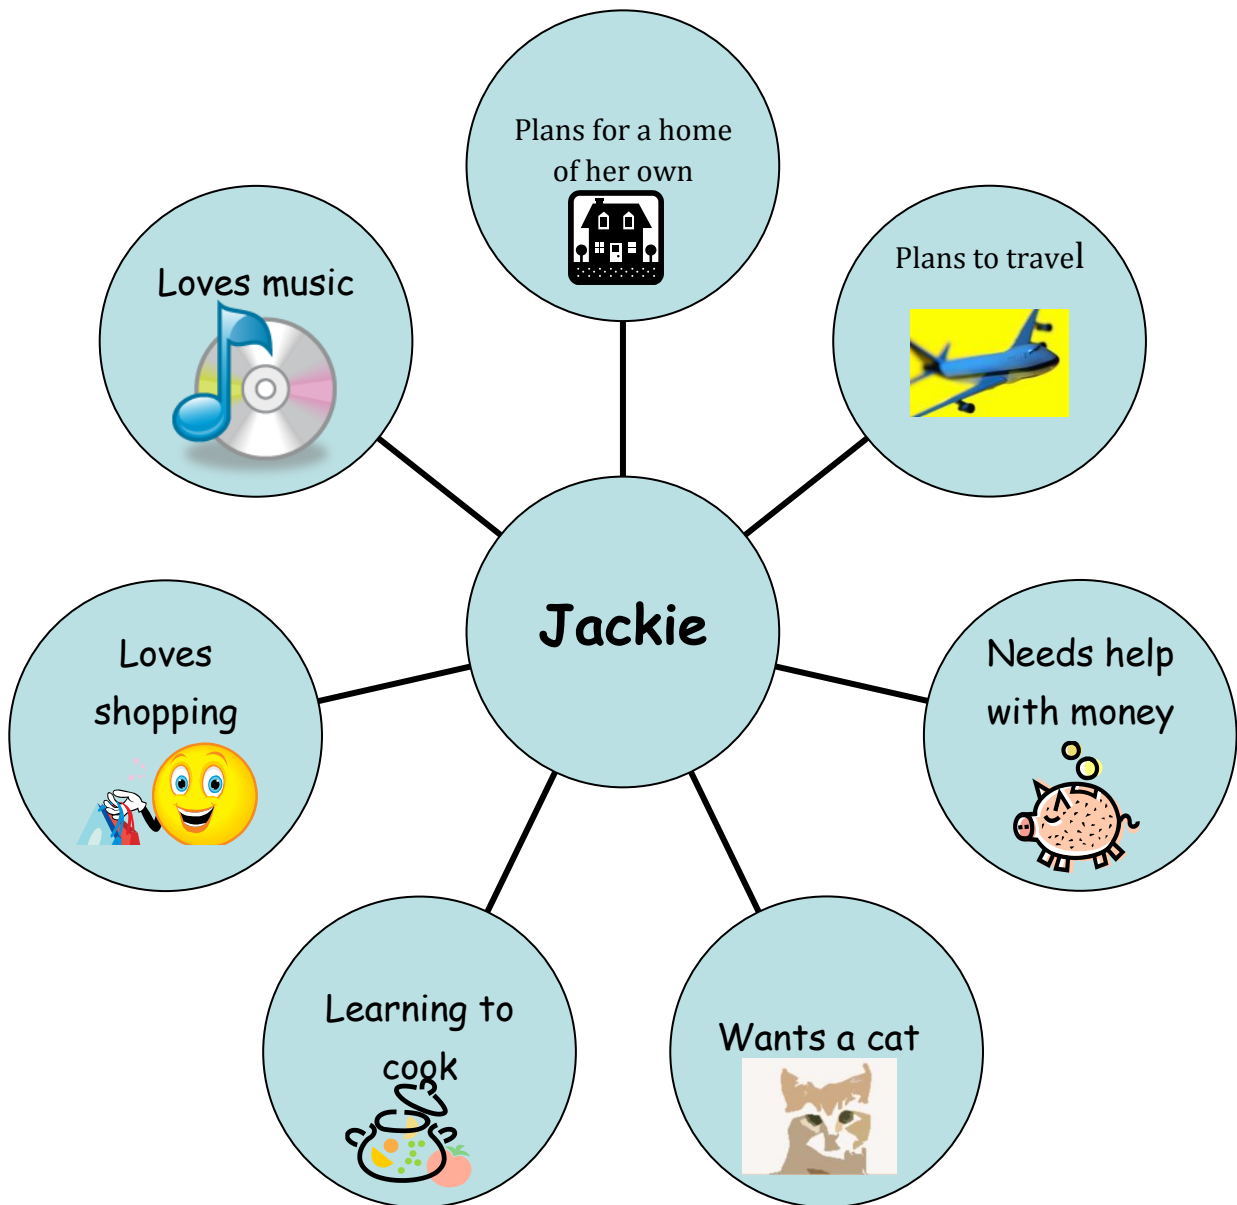 Plans for a home
of her own
Plans to travel
Loves music
Jackie
Loves
shopping
Needs help
with money
Learning to
cook
Wants a cat